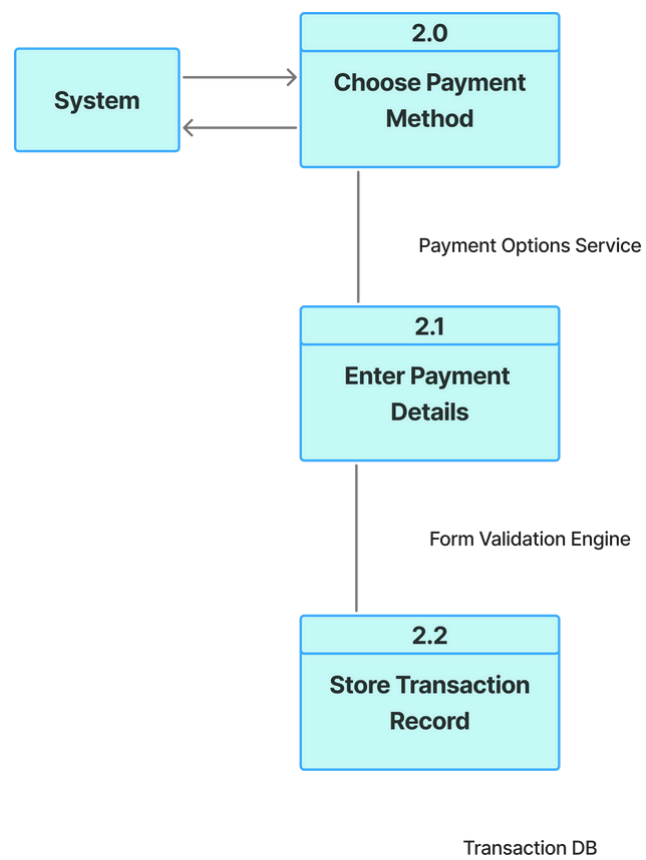 2.0
System
Choose Payment
Method
Payment Options Service
2.1
Enter Payment
Details
Form Validation Engine
2.2
Store Transaction
Record
Transaction DB